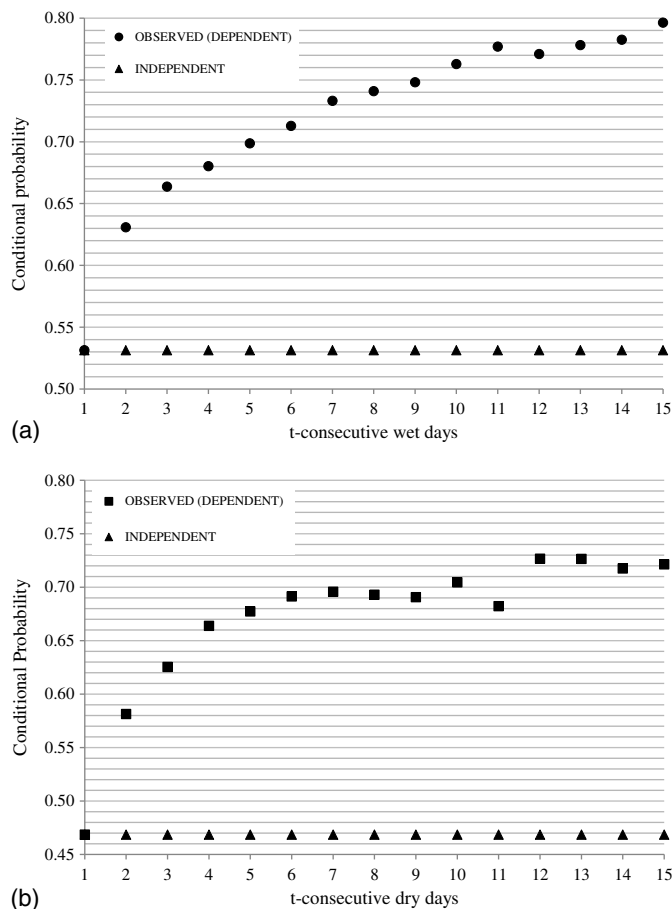 0.80
OBSERVED (DEPENDENT)
0.75
INDEPENDENT
0.70
0.65
0.60
0.55
0.50
Conditional probability
1 2 3 4 5 6 7 8 9 10 11 12 13 14 15
(a) t-consecutive wet days
0.80
OBSERVED (DEPENDENT)
0.75
INDEPENDENT
0.70
0.65
0.60
0.55
0.50
0.45
Conditional Probability
1 2 3 4 5 6 7 8 9 10 11 12 13 14 15
(b) t-consecutive dry days